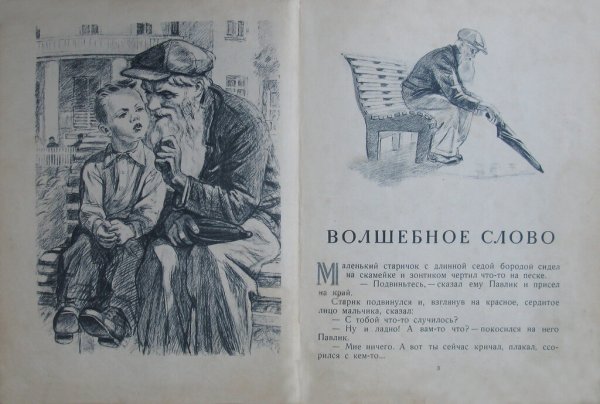 ВОЛШЕБНОЕ СЛОВО
Маленький старичок с длинной седой бородой сидел
на скамейке и зонтиком чертил что-то на песке.
— Подвиньтесь, — сказал ему Павлик и присел
на край.
Старик подвинулся и, взглянув на красное, сердитое
лицо мальчика, сказал:
— С тобой что-то случилось?
— Ну и ладно! А вам-то что? — покосился на него
Павлик.
— Мне ничего. А вот ты сейчас кричал, плакал, ссо-
рился с кем-то...
3